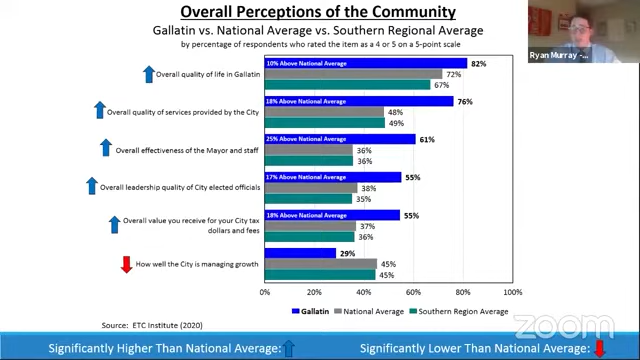 Overall Perceptions of the Community
Gallatin vs. National Average vs. Southern Regional Average
by percentage of respondents who rated the item as a 4 or 5 on a 5-point scale
Ryan Murray -...
Overall quality of life in Gallatin
10% Above National Average
82%
72%
67%
Overall quality of services provided by the City
18% Above National Average
76%
48%
49%
Overall effectiveness of the Mayor and staff
25% Above National Average
61%
36%
36%
Overall leadership quality of City elected officials
17% Above National Average
55%
38%
35%
Overall value you receive for your City tax
dollars and fees
18% Above National Average
55%
37%
36%
How well the City is managing growth
29%
45%
45%
0% 20% 40% 60% 80% 100%
Gallatin National Average Southern Region Average
Source: ETC Institute (2020)
zoom
Significantly Higher Than National Average:
Significantly Lower Than National Average: